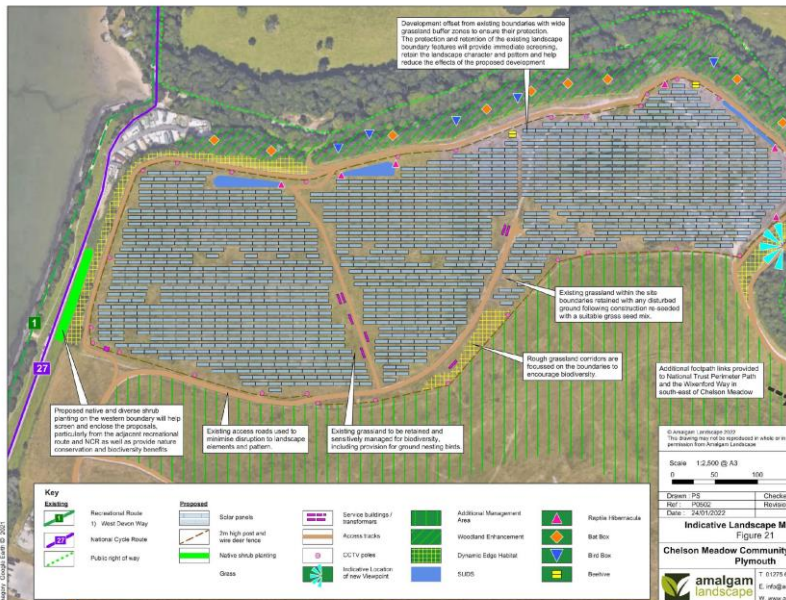 Development offset from existing boundaries with wide
grassland buffer zones to ensure their protection.
The protection and retention of the existing landscape
boundary features will provide immediate screening,
retain the landscape character and pattern and help
reduce the effects of the proposed development
1
27
Existing grassland within the site
boundaries retained with any disturbed
ground following construction re-seeded
with a suitable grass seed mix.
Rough grassland corridors are
focussed on the boundaries to
encourage biodiversity.
Additional footpath links provided
to National Trust Perimeter Path
and the Wixenford Way in
south-east of Chelson Meadow
Proposed native and diverse shrub
planting on the western boundary will help
screen and enclose the proposals,
particularly from the adjacent recreational
route and NCR as well as provide nature
conservation and biodiversity benefits
Existing access roads used to
minimise disruption to landscape
elements and pattern.
Existing grassland to be retained and
sensitively managed for biodiversity,
including provision for ground nesting birds.
© Amalgam Landscape 2022
This drawing may not be reproduced in whole or in
permission from Amalgam Landscape
Scale 1:2,500 @ A3
0 50 100
Drawn : PS Checke
Ref : P0502 Revisio
Date : 24/01/2022
Indicative Landscape M
Figure 21
Chelson Meadow Community
Plymouth
amalgam
landscape
T. 01275
E. info@a
W. www.a
Key
Existing
1 Recreational Route
1) West Devon Way
27 National Cycle Route
Public right of way
Proposed
Solar panels
2m high post and
wire deer fence
Native shrub planting
Grass
Service buildings /
transformers
Access tracks
CCTV poles
Indicative Location
of new Viewpoint
Additional Management
Area
Woodland Enhancement
Dynamic Edge Habitat
SUDS
Reptile Hibernacula
Bat Box
Bird Box
Beehive
Google Earth © 2021